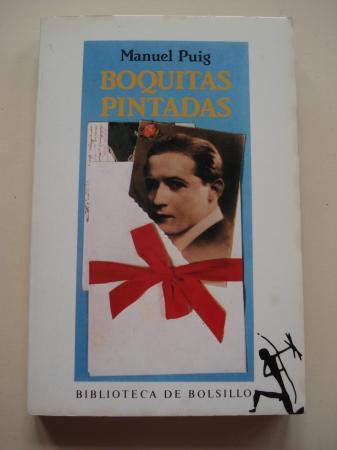 Manuel Puig
BOQUITAS
PINTADAS
BIBLIOTECA DE BOLSILLO